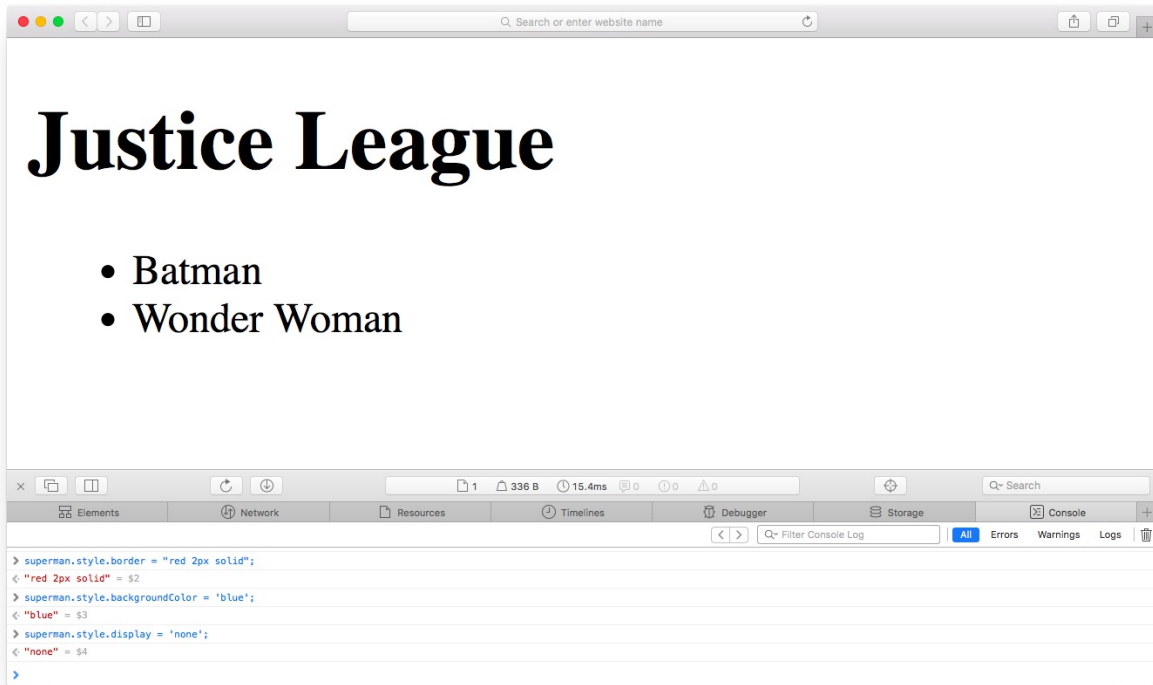 Search or enter website name
Justice League
• Batman
• Wonder Woman
1 336 B 15.4ms 0 0 0 Search
Elements Network Resources Timelines Debugger Storage Console
Filter Console Log All Errors Warnings Logs
> superman.style.border = "red 2px solid";
< "red 2px solid" = $2
> superman.style.backgroundColor = 'blue';
< "blue" = $3
> superman.style.display = 'none';
< "none" = $4
>